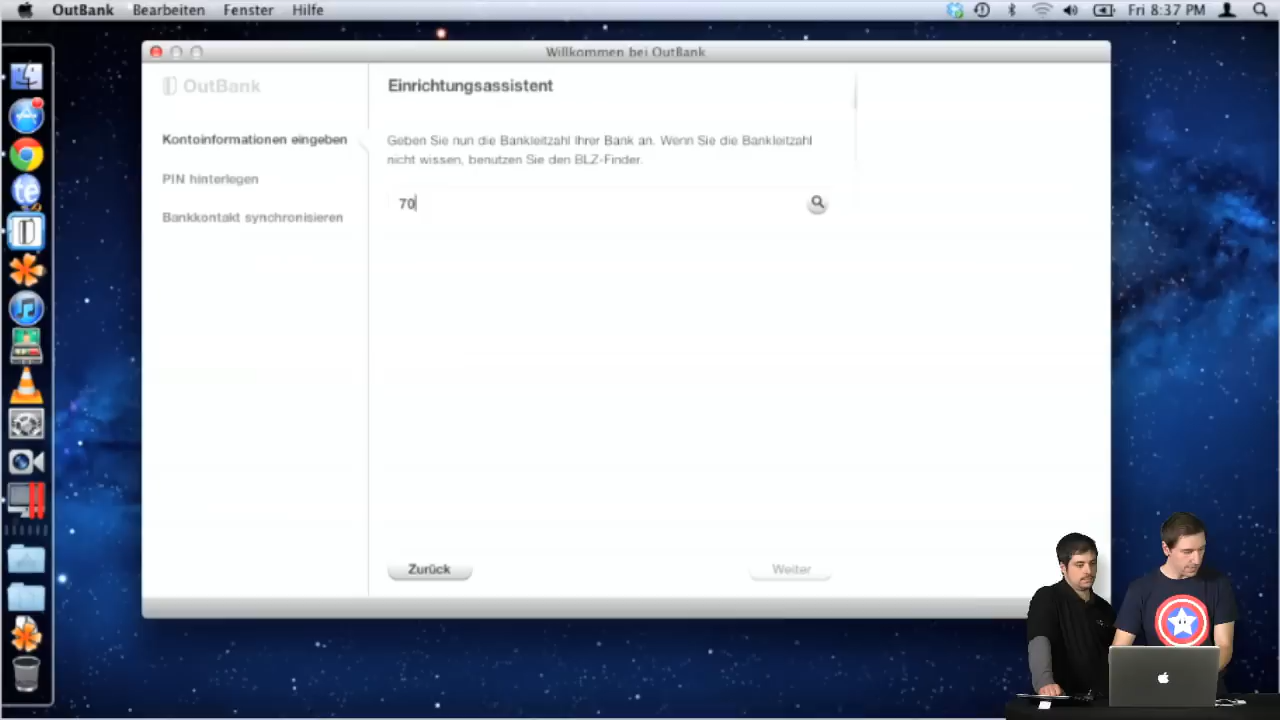 OutBank Bearbeiten Fenster Hilfe
Fri 8:37 PM
Willkommen bei OutBank
OutBank
Kontoinformationen eingeben
PIN hinterlegen
Bankkontakt synchronisieren
Einrichtungsassistent
Geben Sie nun die Bankleitzahl Ihrer Bank an. Wenn Sie die Bankleitzahl
nicht wissen, benutzen Sie den BLZ-Finder.
70
Zurück
Weiter
te